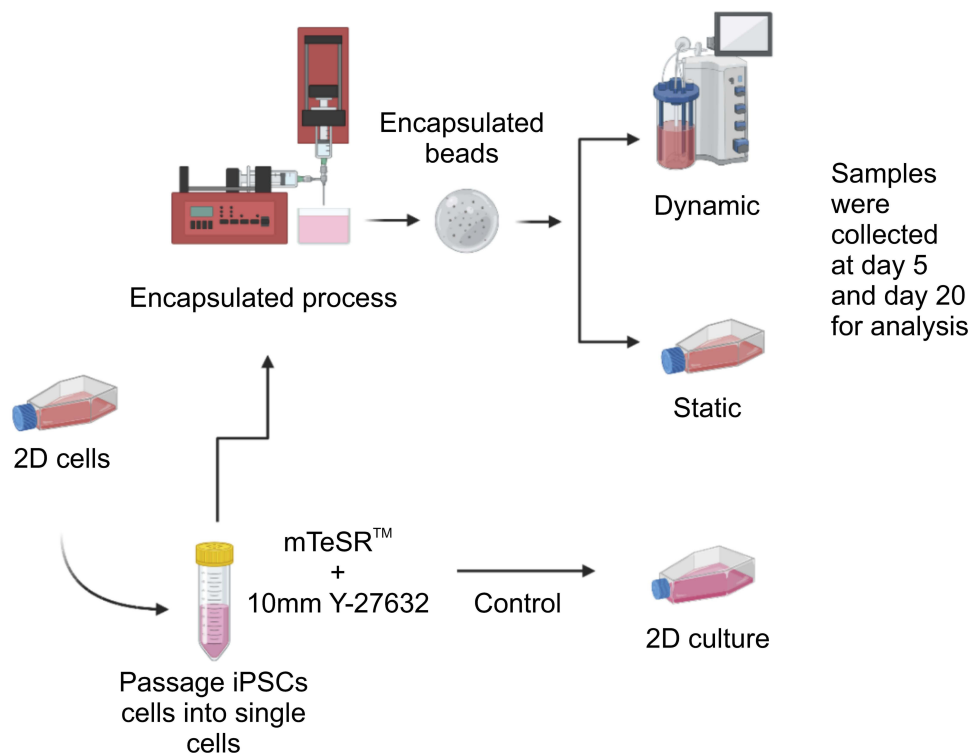 Encapsulated
beads
Encapsulated process
Dynamic
Static
Samples
were
collected
at day 5
and day 20
for analysis
2D cells
mTeSR™
+
10mm Y-27632
Control
2D culture
Passage iPSCs
cells into single
cells